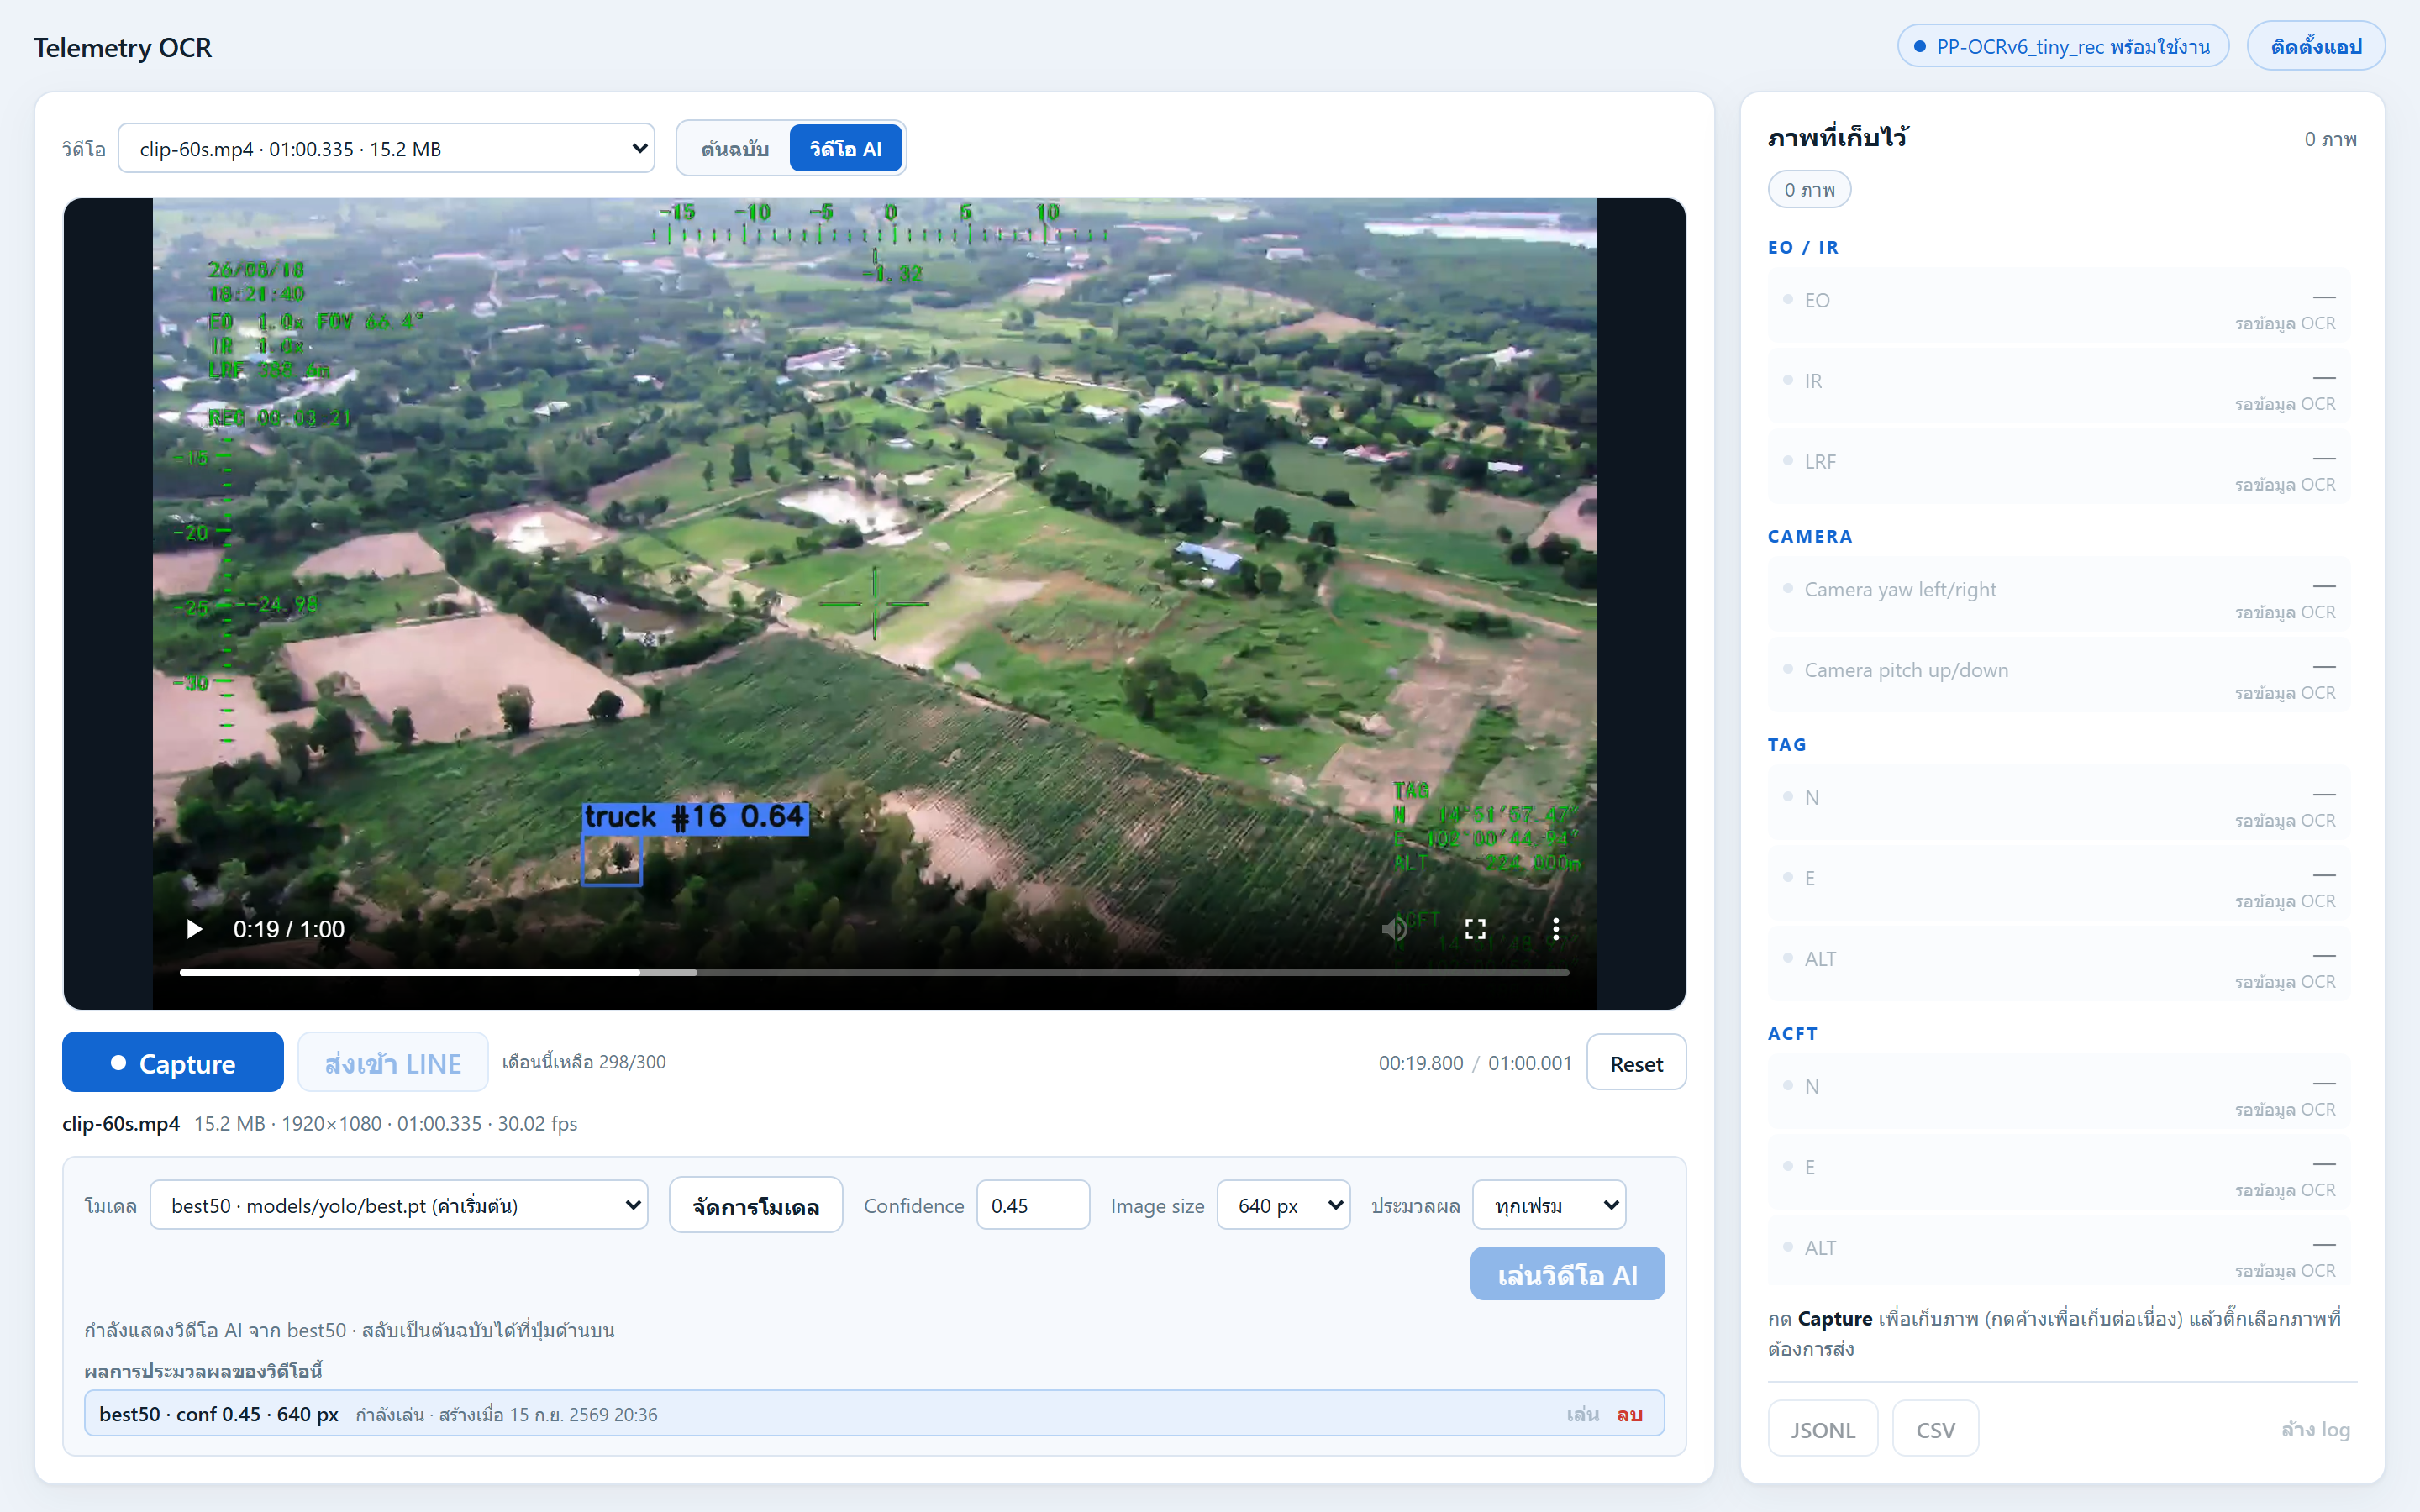 Telemetry OCR
PP-OCRv6_tiny_rec พร้อมใช้งาน
ติดตั้งแอป
วิดีโอ
clip-60s.mp4 · 01:00.335 · 15.2 MB
ต้นฉบับ
วิดีโอ AI
-15 -10 -5 0 5 10
-1.32
26/08/18
18:21:40
EO 1.0x FOV 66.4°
IR 1.0x
LRF 388.6m
REC 00:03:21
-15
-20
-25
-24.98
-30
truck #16 0.64
TAG
N 14°51'57.47"
E 102°00'44.94"
ALT 224.000m
ACFT
0:19 / 1:00
Capture
ส่งเข้า LINE
เดือนนี้เหลือ 298/300
00:19.800 / 01:00.001
Reset
clip-60s.mp4 15.2 MB · 1920×1080 · 01:00.335 · 30.02 fps
โมเดล
best50 · models/yolo/best.pt (ค่าเริ่มต้น)
จัดการโมเดล
Confidence
0.45
Image size
640 px
ประมวลผล
ทุกเฟรม
เล่นวิดีโอ AI
กำลังแสดงวิดีโอ AI จาก best50 · สลับเป็นต้นฉบับได้ที่ปุ่มด้านบน
ผลการประมวลผลของวิดีโอนี้
best50 · conf 0.45 · 640 px กำลังเล่น · สร้างเมื่อ 15 ก.ย. 2569 20:36
เล่น ลบ
ภาพที่เก็บไว้
0 ภาพ
0 ภาพ
EO / IR
EO —
รอข้อมูล OCR
IR —
รอข้อมูล OCR
LRF —
รอข้อมูล OCR
CAMERA
Camera yaw left/right —
รอข้อมูล OCR
Camera pitch up/down —
รอข้อมูล OCR
TAG
N —
รอข้อมูล OCR
E —
รอข้อมูล OCR
ALT —
รอข้อมูล OCR
ACFT
N —
รอข้อมูล OCR
E —
รอข้อมูล OCR
ALT —
รอข้อมูล OCR
กด Capture เพื่อเก็บภาพ (กดค้างเพื่อเก็บต่อเนื่อง) แล้วติ๊กเลือกภาพที่
ต้องการส่ง
JSONL
CSV
ล้าง log